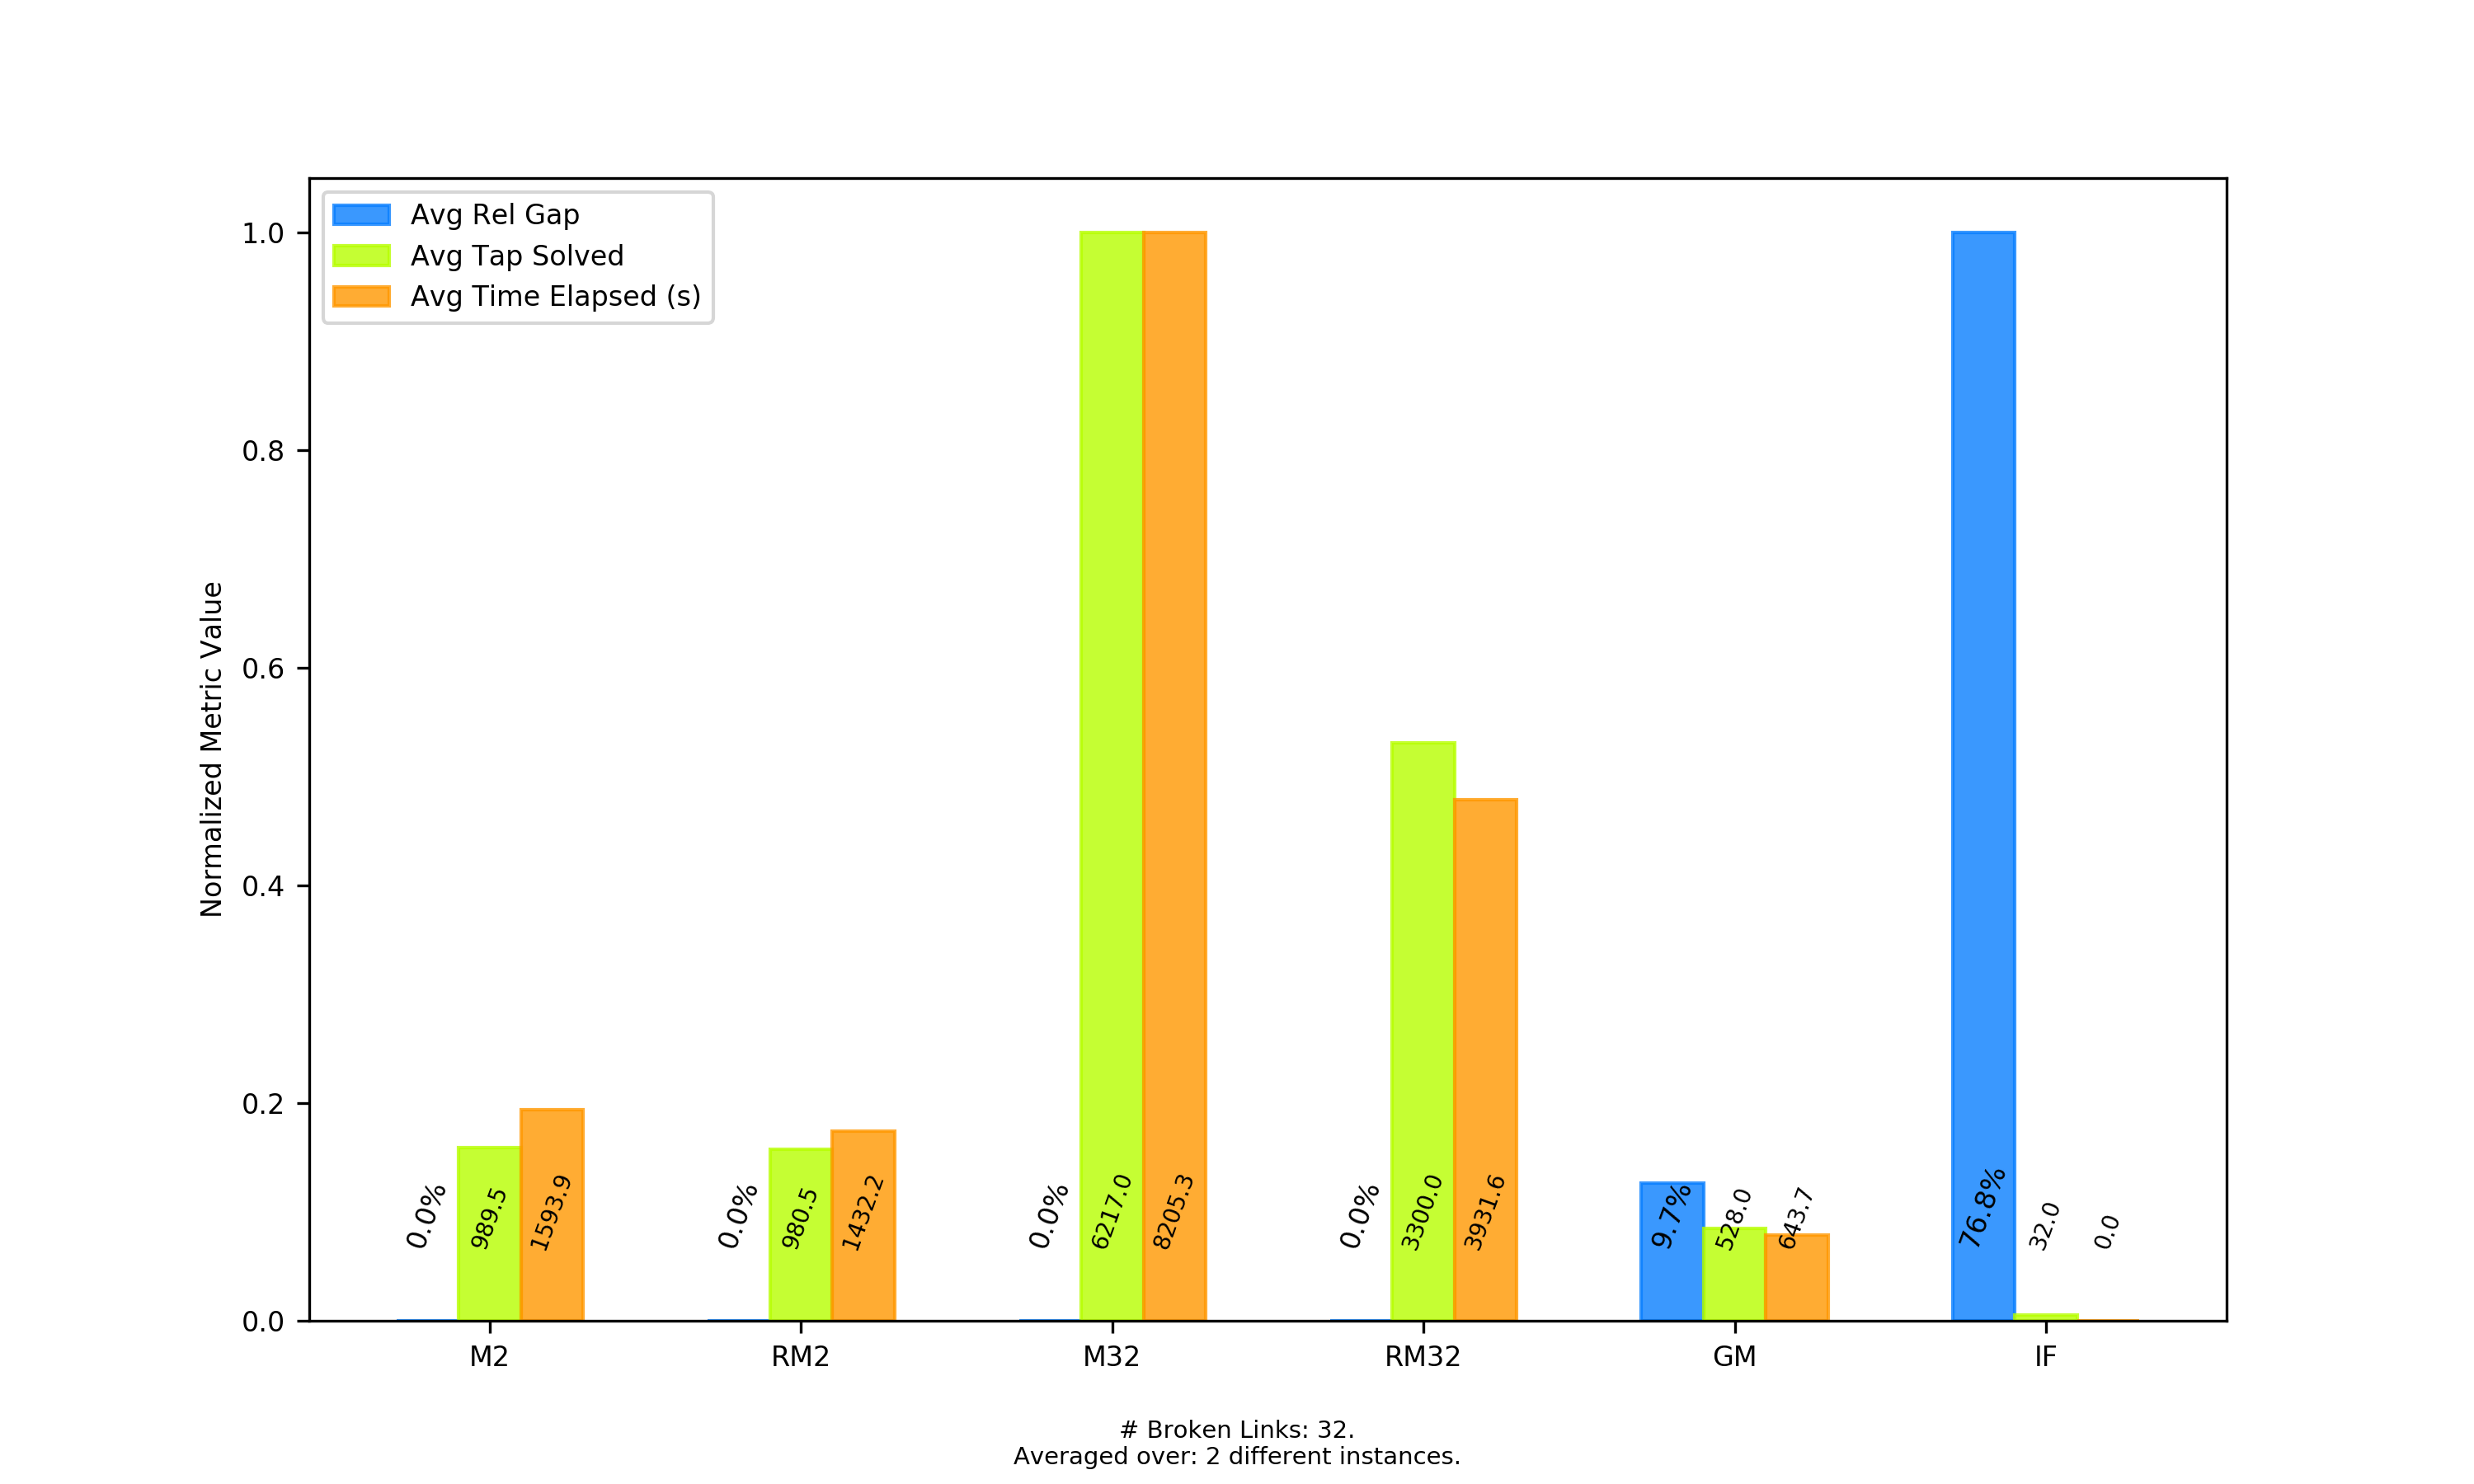 Avg Rel Gap
Avg Tap Solved
Avg Time Elapsed (s)
Normalized Metric Value
1.0
0.8
0.6
0.4
0.2
0.0
0.0%
989.5
1593.9
0.0%
980.5
1432.2
0.0%
6217.0
8205.3
0.0%
3300.0
3931.6
9.7%
528.0
643.7
76.8%
32.0
0.0
M2
RM2
M32
RM32
GM
IF
# Broken Links: 32.
Averaged over: 2 different instances.